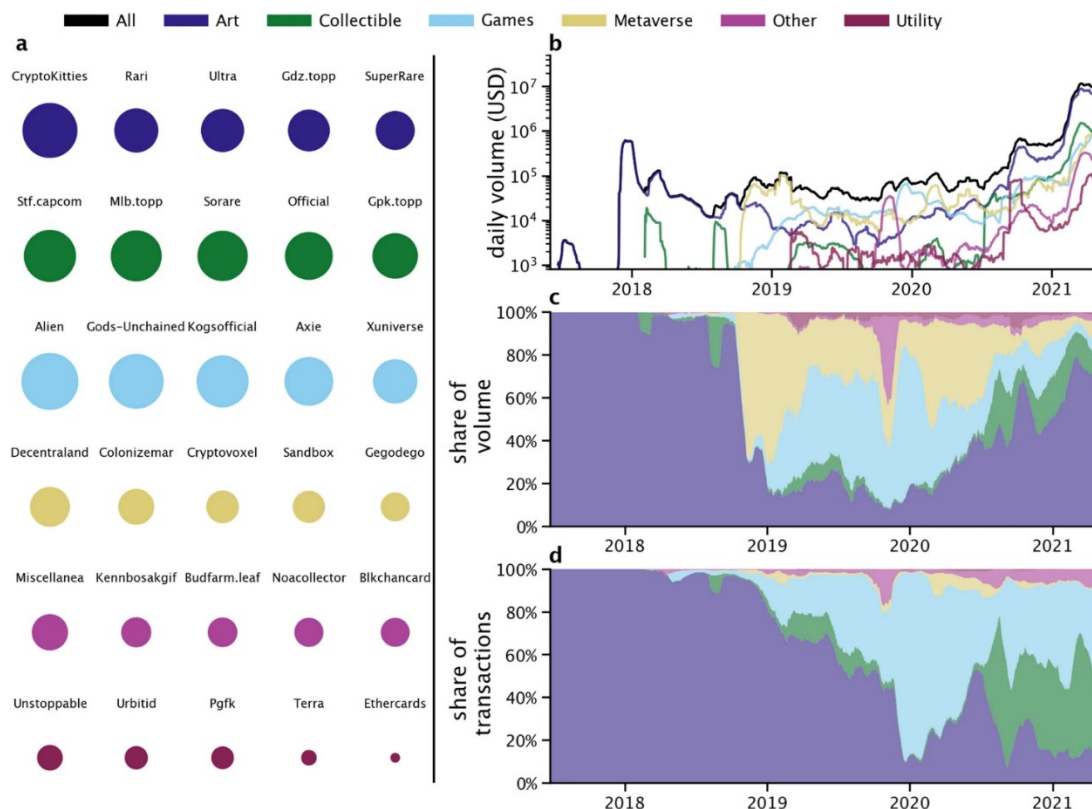 All Art Collectible Games Metaverse Other Utility
a
CryptoKitties Rari Ultra Gdz.topp SuperRare
Stf.capcom Mlb.topp Sorare Official Gpk.topp
Alien Gods-Unchained Kogsofficial Axie Xuniverse
Decentraland Colonizemar Cryptovoxel Sandbox Gegodego
Miscellanea Kennbosakgif Budfarm.leaf Noacollector Blkchancard
Unstoppable Urbitid Pgfk Terra Ethercards
b
daily volume (USD)
10⁷
10⁶
10⁵
10⁴
10³
2018 2019 2020 2021
c
share of
volume
100%
80%
60%
40%
20%
0%
2018 2019 2020 2021
d
share of
transactions
100%
80%
60%
40%
20%
0%
2018 2019 2020 2021